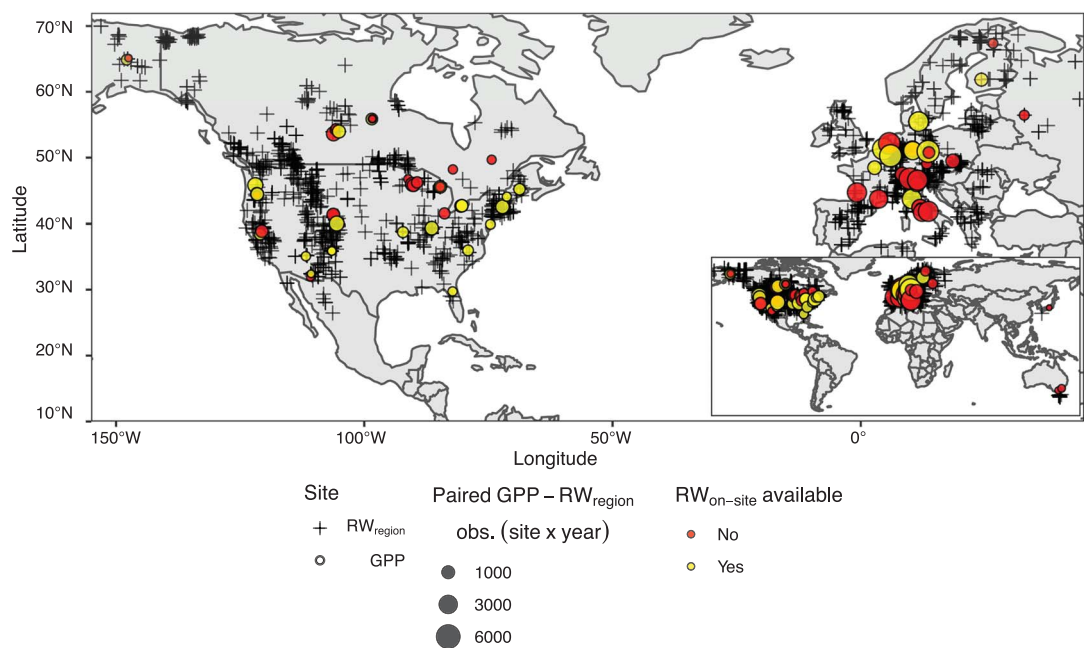 70°N
60°N
50°N
40°N
30°N
20°N
10°N
Latitude
150°W 100°W 50°W 0°
Longitude
Site
RWregion
GPP
Paired GPP – RWregion
obs. (site x year)
1000
3000
6000
RWon-site available
No
Yes